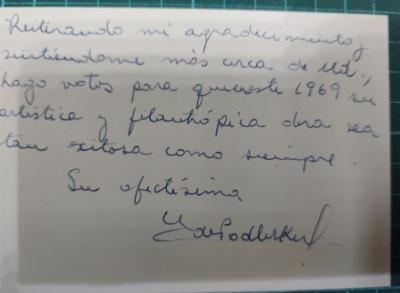 Reiterando mi agradecimiento y
sintiéndome más cerca de Ud.,
hago votos para que este 1969 su
artística y filantrópica obra sea
tan exitosa como siempre.
Su afectísima